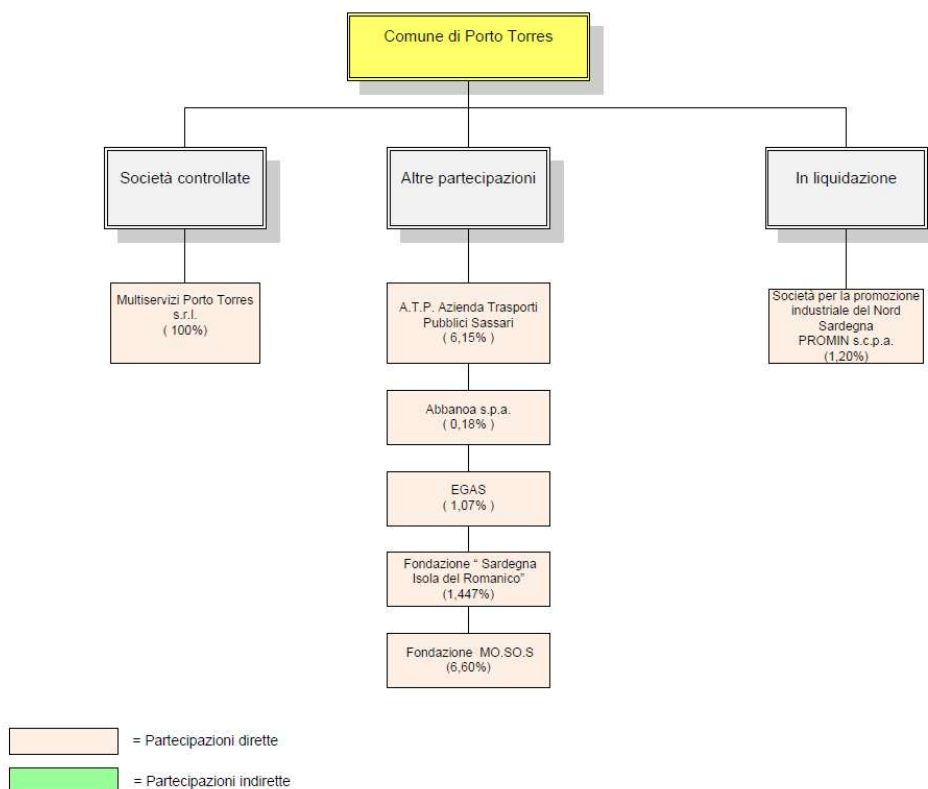 Comune di Porto Torres
Società controllate
Altre partecipazioni
In liquidazione
Multiservizi Porto Torres
s.r.l.
( 100%)
A.T.P. Azienda Trasporti
Pubblici Sassari
( 6,15% )
Società per la promozione
industriale del Nord
Sardegna
PROMIN s.c.p.a.
(1,20%)
Abbanoa s.p.a.
( 0,18% )
EGAS
( 1,07% )
Fondazione “ Sardegna
Isola del Romanico”
(1,447%)
Fondazione MO.SO.S
(6,60%)
= Partecipazioni dirette
= Partecipazioni indirette